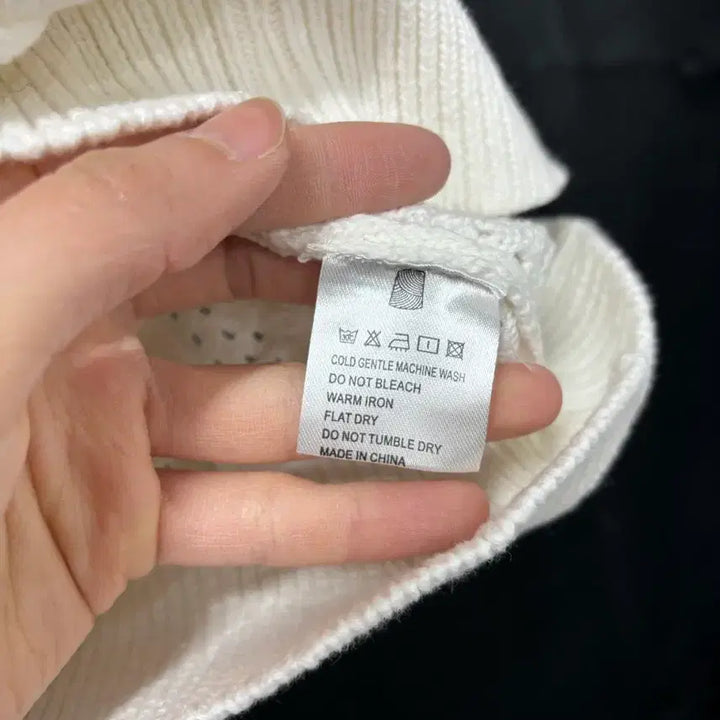 COLD GENTLE MACHINE WASH
DO NOT BLEACH
WARM IRON
FLAT DRY
DO NOT TUMBLE DRY
MADE IN CHINA